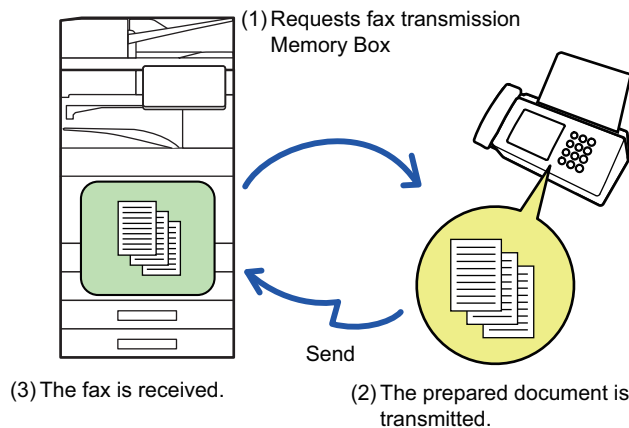 (1) Requests fax transmission
Memory Box
Send
(3) The fax is received.
(2) The prepared document is
transmitted.